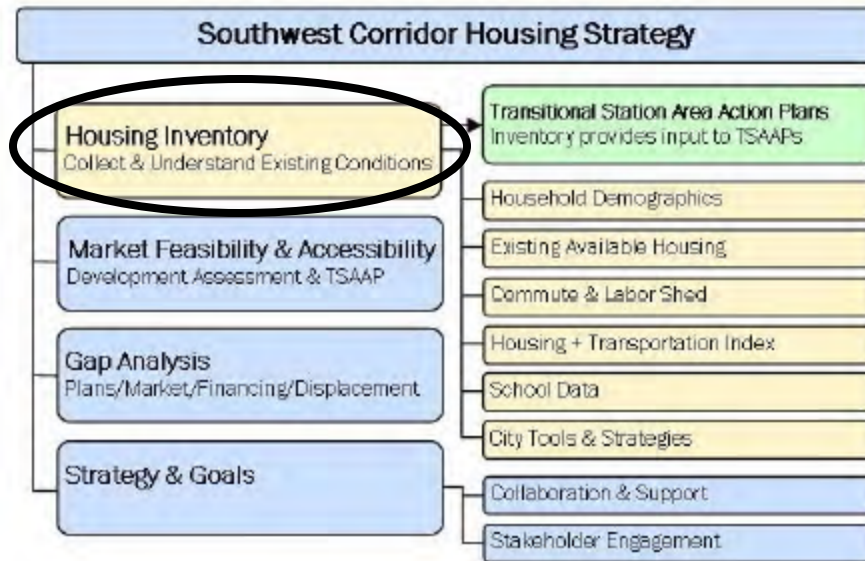 Southwest Corridor Housing Strategy
Housing Inventory
Collect & Understand Existing Conditions
Transitional Station Area Action Plans
Inventory provides input to TSAAPs
Household Demographics
Existing Available Housing
Commute & Labor Shed
Housing + Transportation Index
School Data
City Tools & Strategies
Market Feasibility & Accessibility
Development Assessment & TSAAP
Gap Analysis
Plans/Market/Financing/Displacement
Strategy & Goals
Collaboration & Support
Stakeholder Engagement